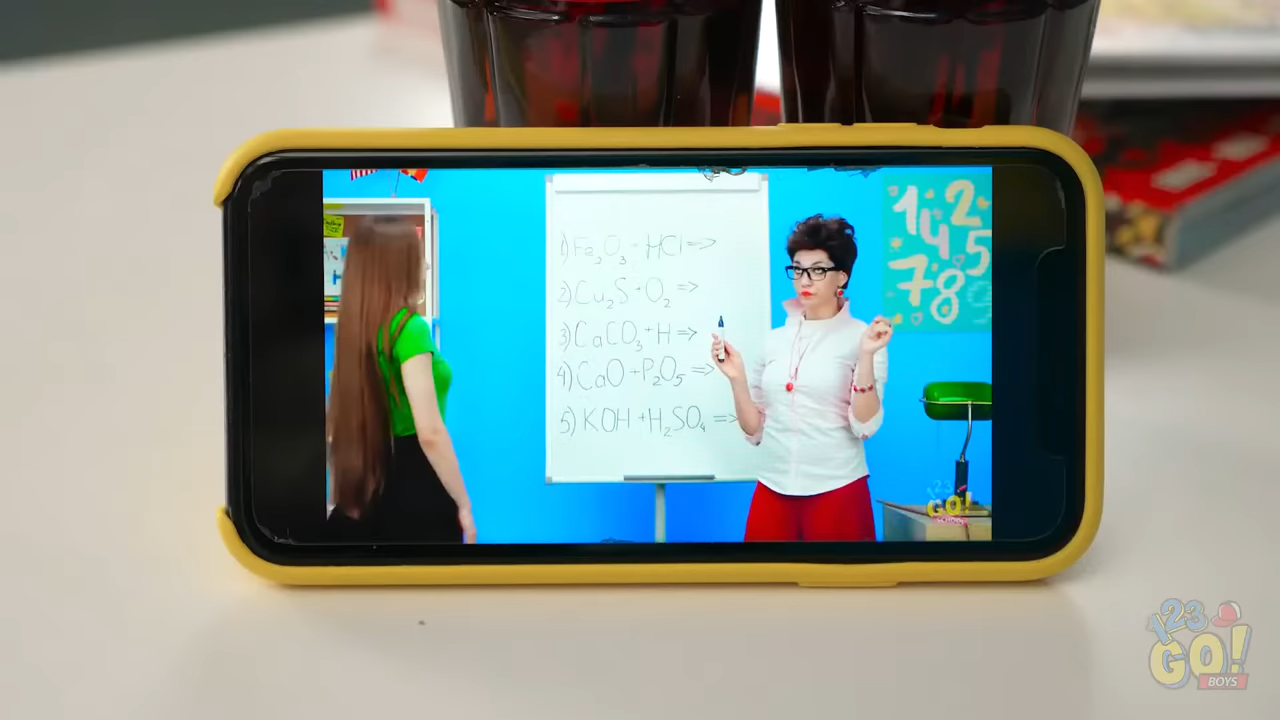 1) Fe₂O₃ + HCl =>
2) Cu₂S + O₂ =>
3) CaCO₃ + H =>
4) CaO + P₂O₅ =>
5) KOH + H₂SO₄ =>
1 2
4 5
7 8
123
GO!
123
GO!
BOYS